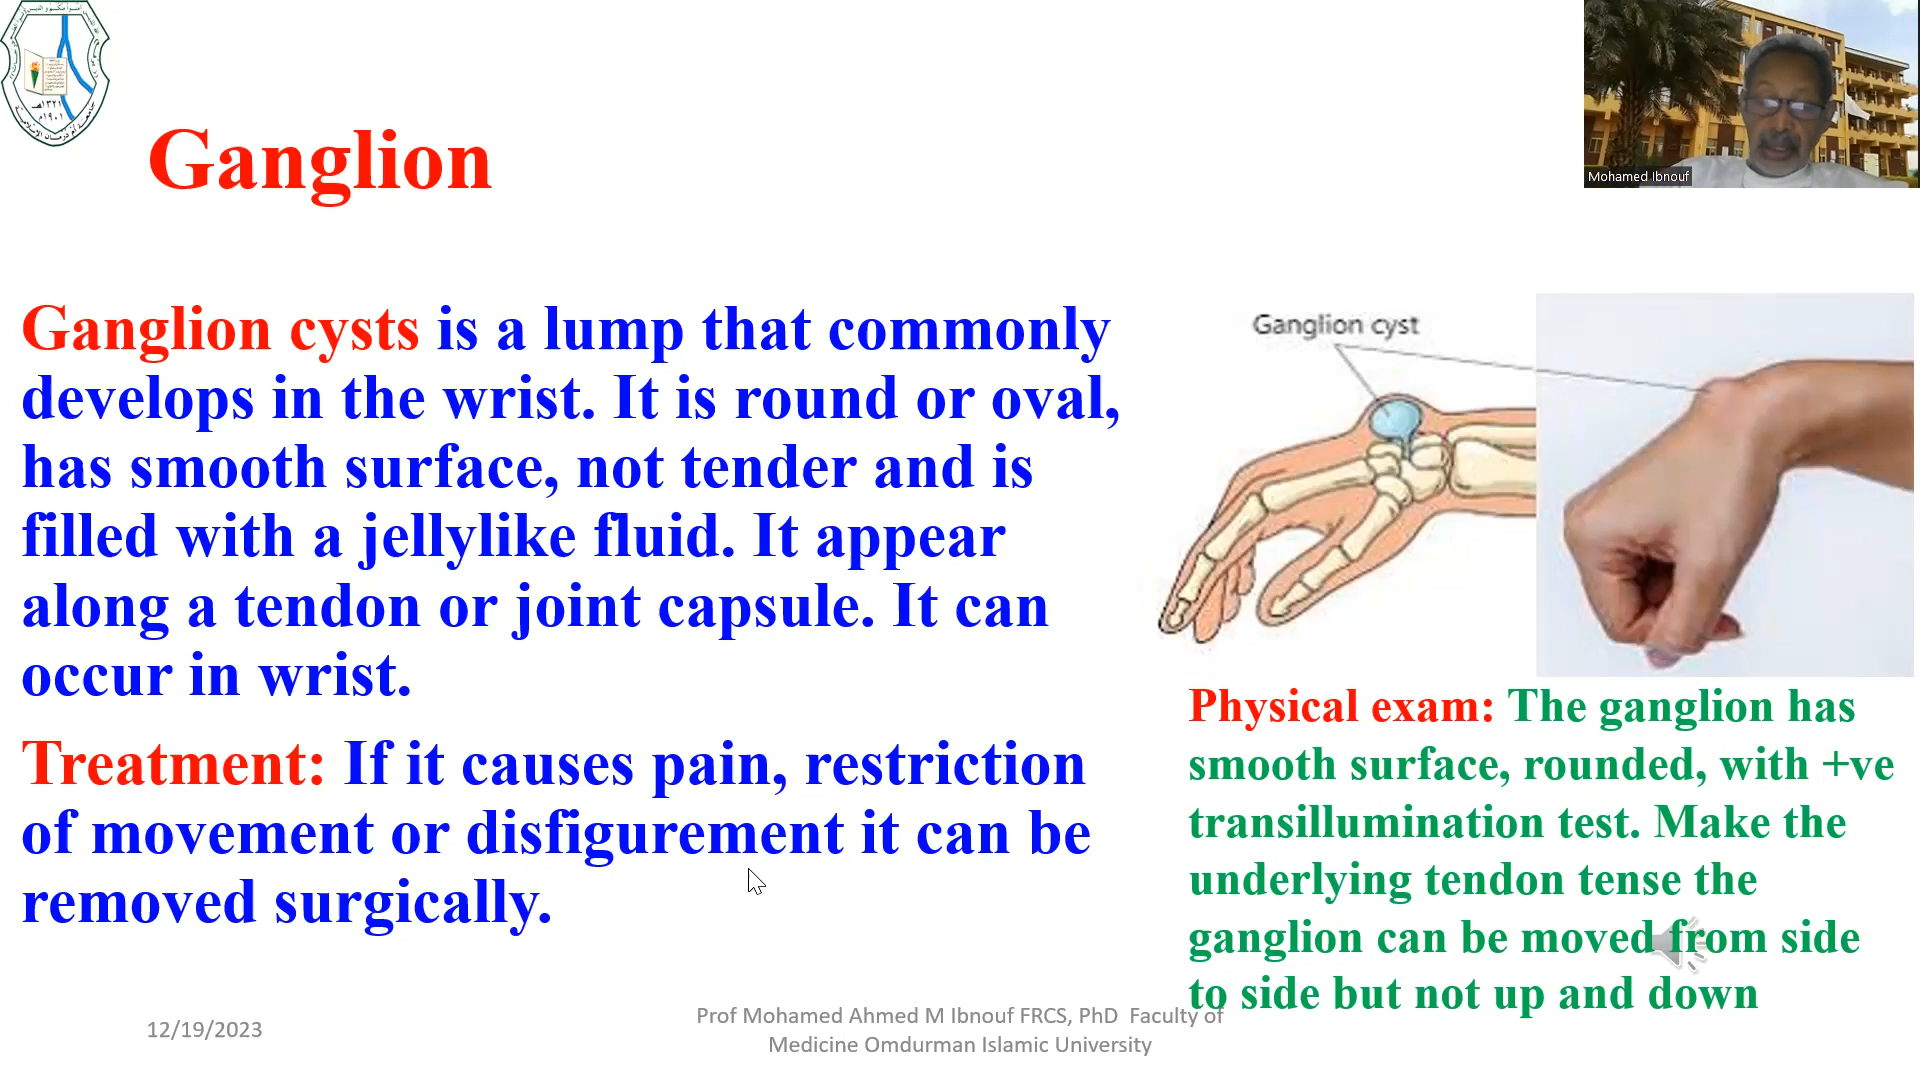 Ganglion
Mohamed Ibnouf
Ganglion cysts is a lump that commonly
develops in the wrist. It is round or oval,
has smooth surface, not tender and is
filled with a jellylike fluid. It appear
along a tendon or joint capsule. It can
occur in wrist.
Treatment: If it causes pain, restriction
of movement or disfigurement it can be
removed surgically.
Ganglion cyst
Physical exam: The ganglion has
smooth surface, rounded, with +ve
transillumination test. Make the
underlying tendon tense the
ganglion can be moved from side
to side but not up and down
12/19/2023
Prof Mohamed Ahmed M Ibnouf FRCS, PhD  Faculty of
Medicine Omdurman Islamic University